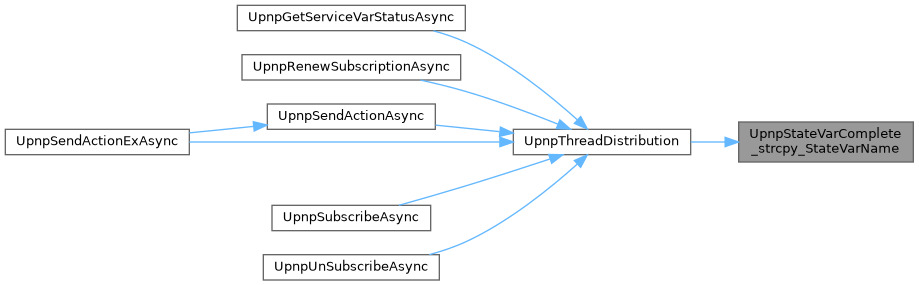 UpnpGetServiceVarStatusAsync
UpnpRenewSubscriptionAsync
UpnpSendActionAsync
UpnpSendActionExAsync
UpnpThreadDistribution
UpnpStateVarComplete
_strcpy_StateVarName
UpnpSubscribeAsync
UpnpUnSubscribeAsync